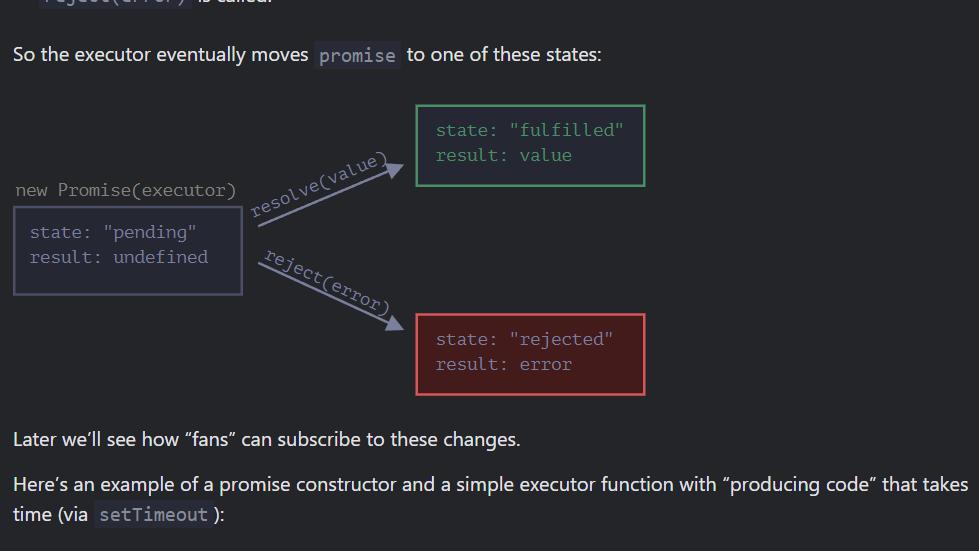 reject(error) is called.
So the executor eventually moves promise to one of these states:
state: "fulfilled"
result: value
resolve(value)
new Promise(executor)
state: "pending"
result: undefined
reject(error)
state: "rejected"
result: error
Later we’ll see how “fans” can subscribe to these changes.
Here’s an example of a promise constructor and a simple executor function with “producing code” that takes
time (via setTimeout):